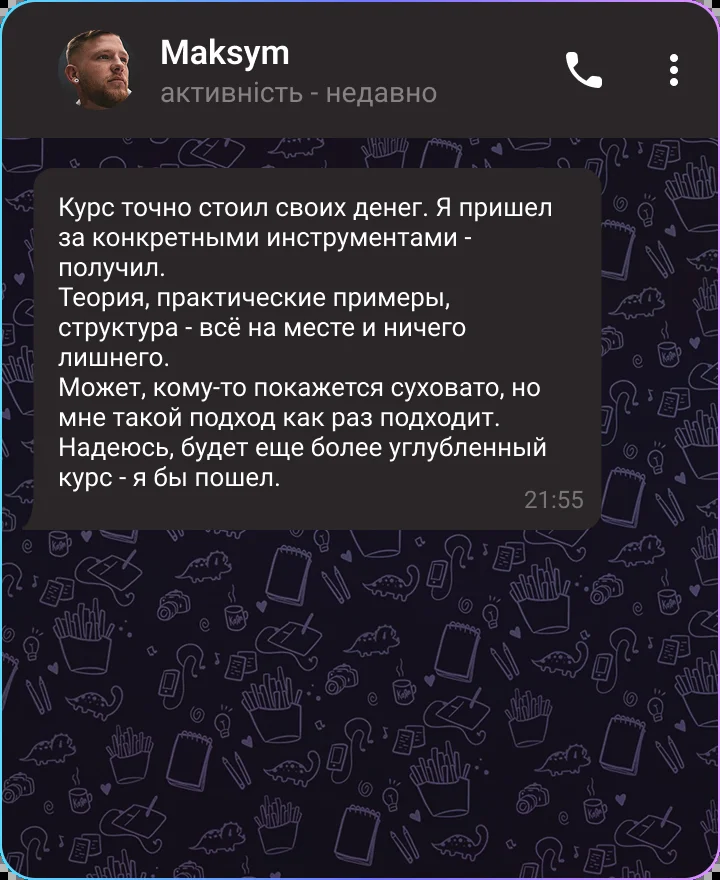 Maksym
активність - недавно
Курс точно стоил своих денег. Я пришел
за конкретными инструментами -
получил.
Теория, практические примеры,
структура - всё на месте и ничего
лишнего.
Может, кому-то покажется суховато, но
мне такой подход как раз подходит.
Надеюсь, будет еще более углубленный
курс - я бы пошел.
21:55